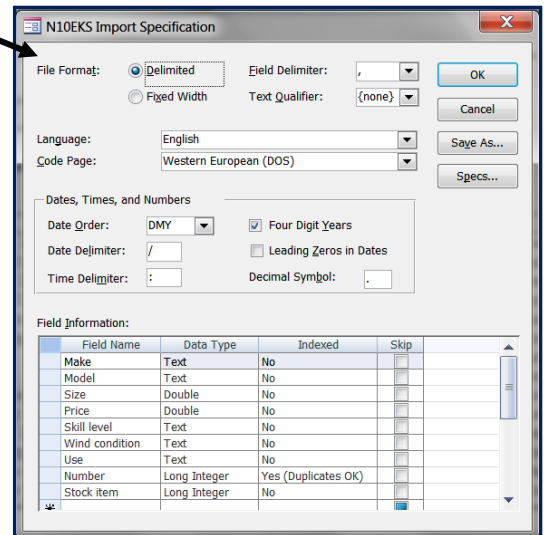 N10EKS Import Specification
File Format: Delimited Field Delimiter: , OK
Fixed Width Text Qualifier: {none} Cancel
Language: English Save As...
Code Page: Western European (DOS) Specs...
Dates, Times, and Numbers
Date Order: DMY Four Digit Years
Date Delimiter: / Leading Zeros in Dates
Time Delimiter: : Decimal Symbol: .
Field Information:
Field Name Data Type Indexed Skip
Make Text No
Model Text No
Size Double No
Price Double No
Skill level Text No
Wind condition Text No
Use Text No
Number Long Integer Yes (Duplicates OK)
Stock item Long Integer No